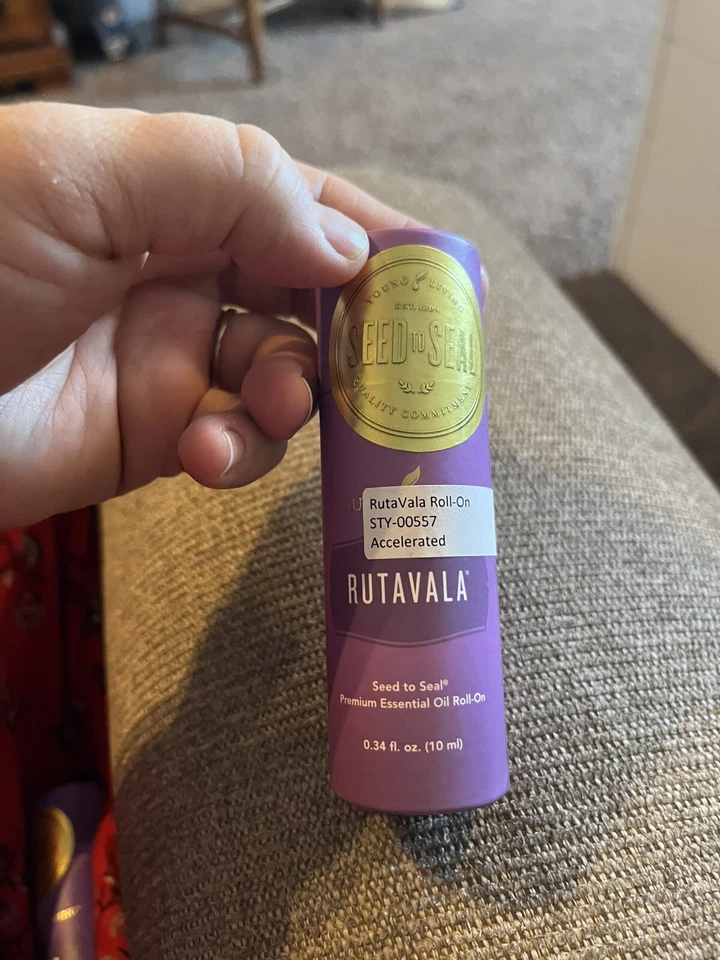 YOUNG LIVING
EST. 1994
SEED TO SEAL
QUALITY COMMITMENT
RutaVala Roll-On
STY-00557
Accelerated
RUTAVALA®
Seed to Seal®
Premium Essential Oil Roll-On
0.34 fl. oz. (10 ml)